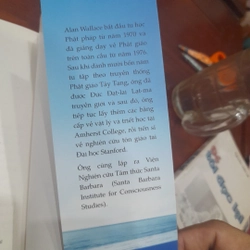 Alan Wallace bắt đầu tu học
Phật pháp từ năm 1970 và
đã giảng dạy về Phật giáo
trên toàn cầu từ năm 1976.
Sau khi dành mười bốn năm
tu tập theo truyền thống
Phật giáo Tây Tạng, ông đã
được Đức Đạt-lai Lạt-ma
truyền giới và sau đó, ông
tiếp tục lấy thêm các bằng
cấp về vật lý và triết học tại
Amherst College, rồi tiến sĩ
về nghiên cứu tôn giáo tại
Đại học Stanford.
Ông cũng lập ra Viện
Nghiên cứu Tâm thức Santa
Barbara (Santa Barbara
Institute for Consciousness
Studies).